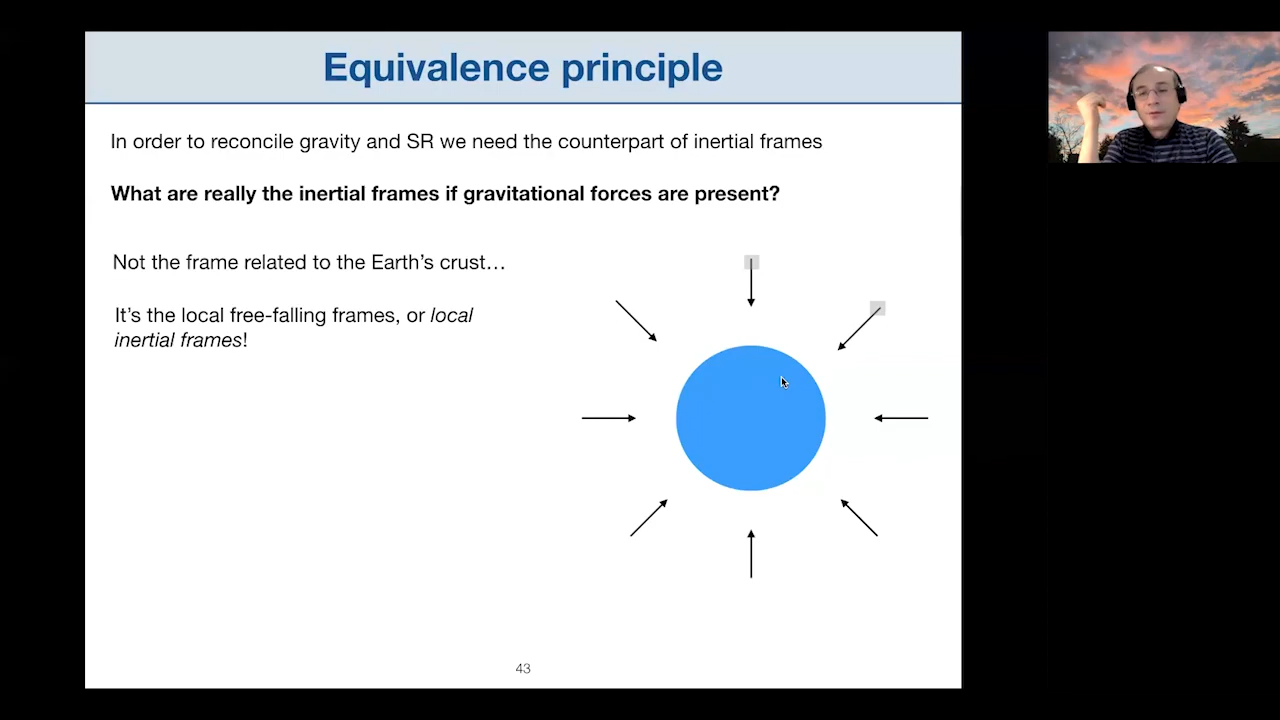 Equivalence principle
In order to reconcile gravity and SR we need the counterpart of inertial frames
What are really the inertial frames if gravitational forces are present?
Not the frame related to the Earth’s crust…
It’s the local free-falling frames, or local
inertial frames!
43